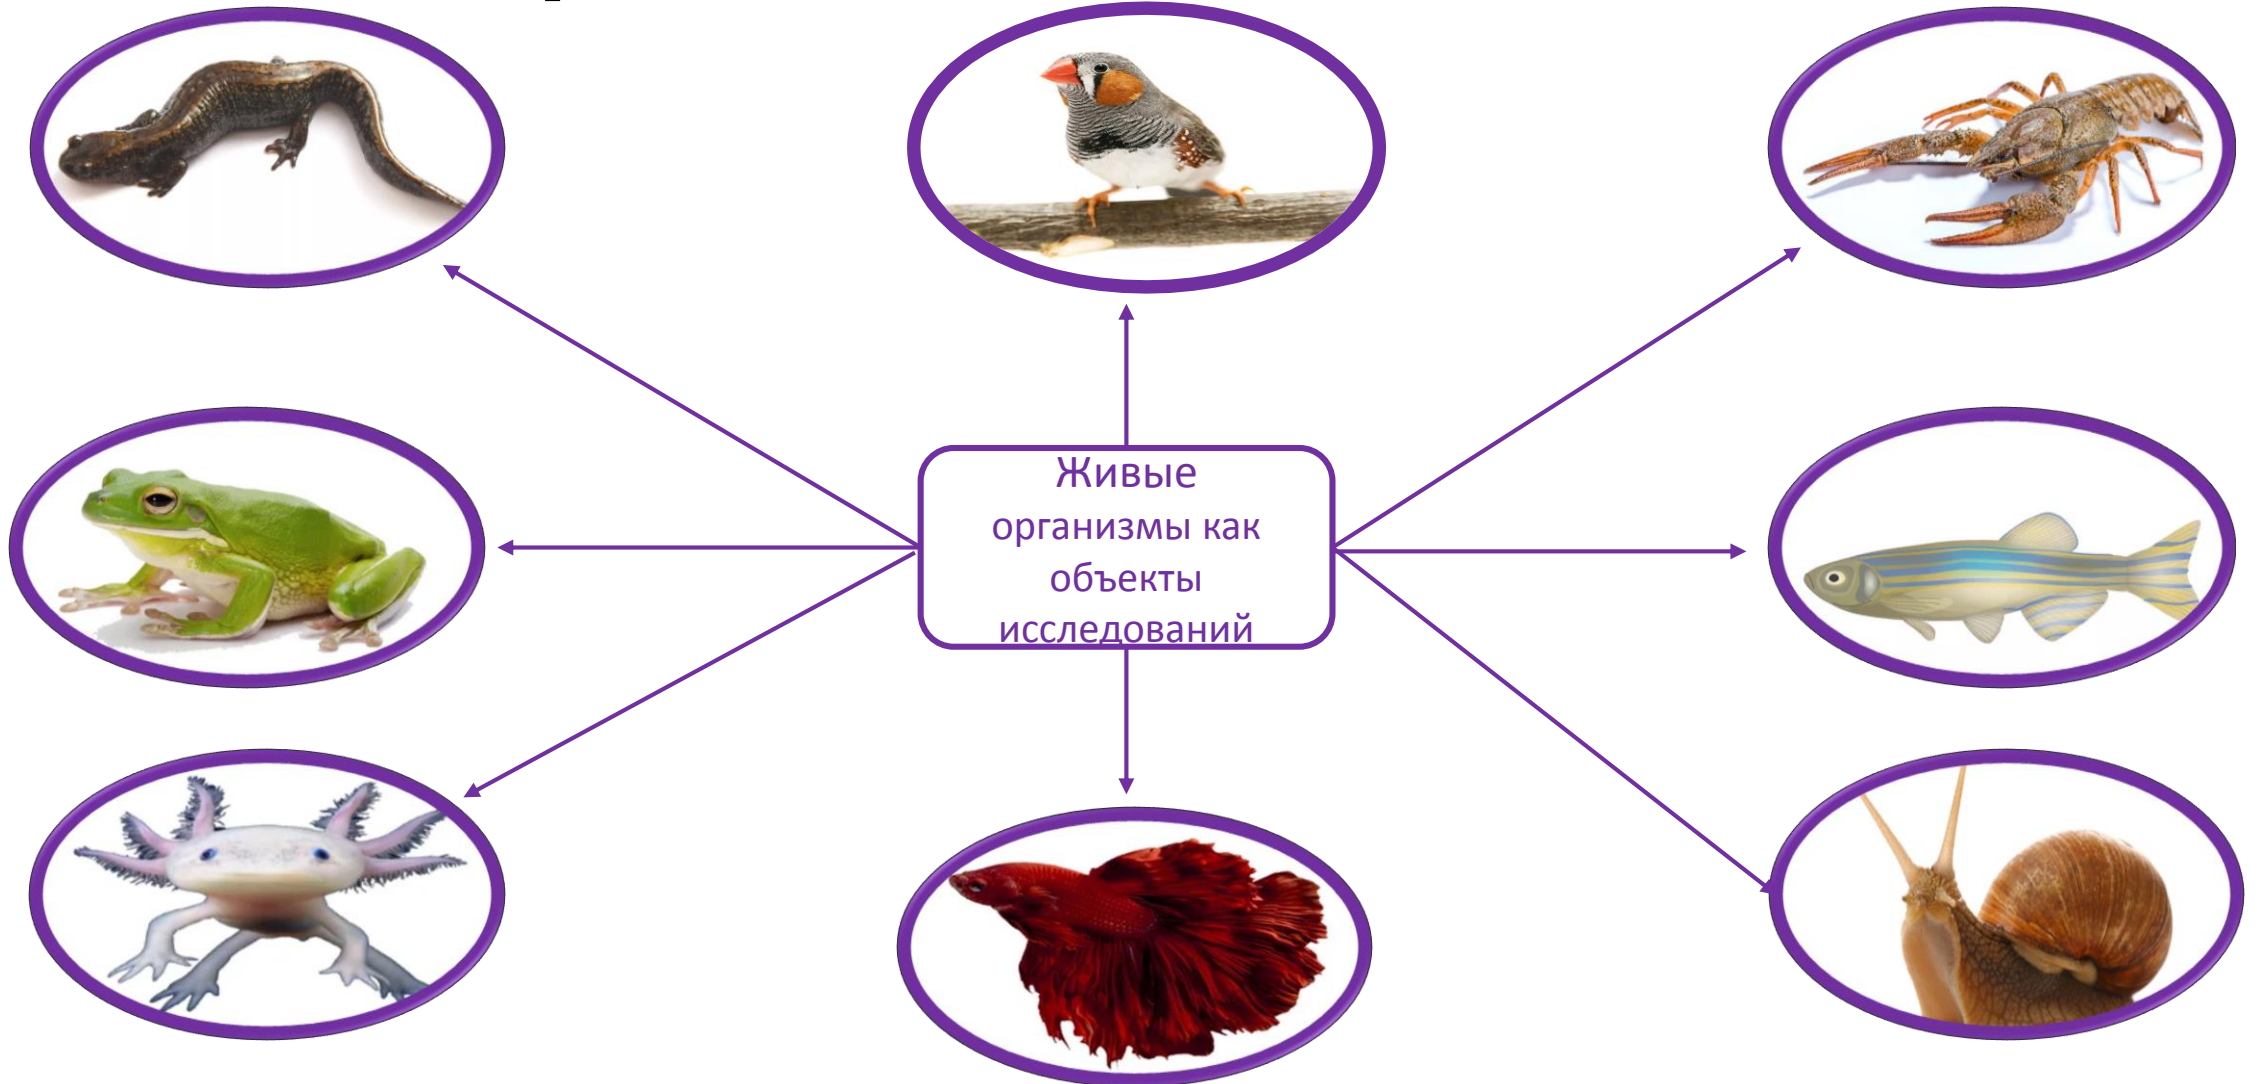 Живые
организмы как
объекты
исследований